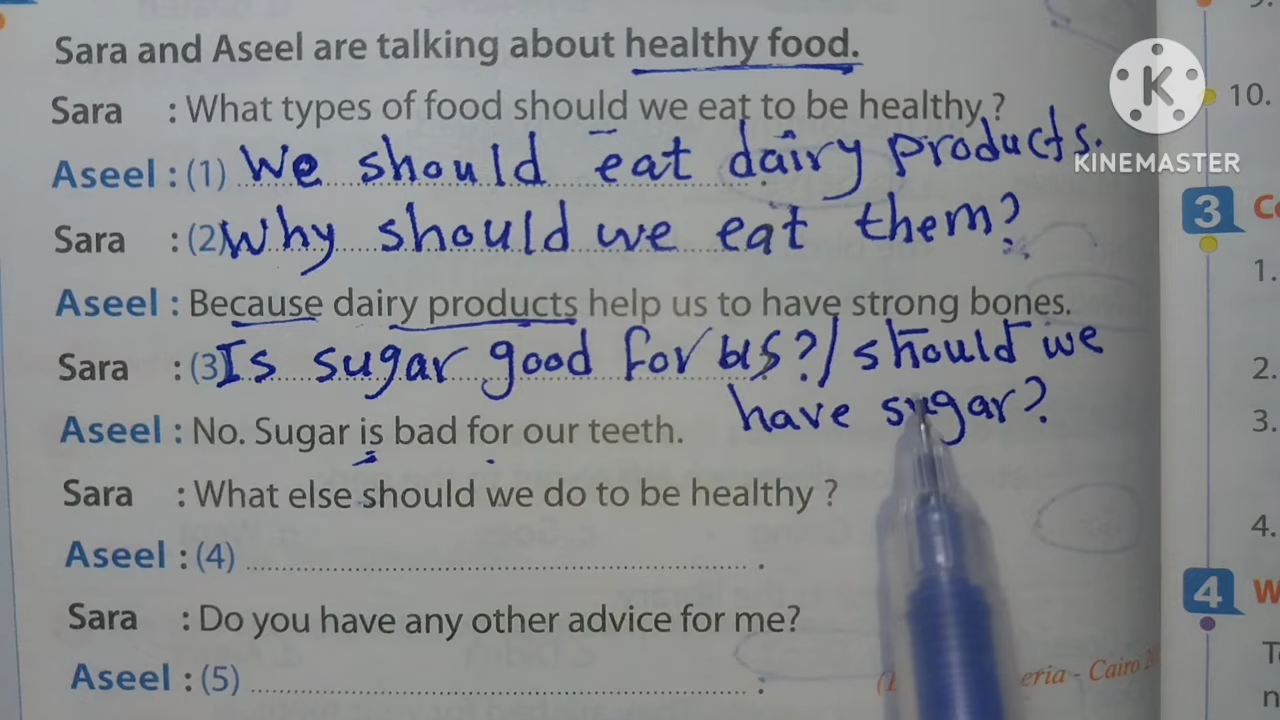 Sara and Aseel are talking about healthy food.
Sara : What types of food should we eat to be healthy ?
Aseel : (1) We should eat dairy products.
Sara : (2) Why should we eat them?
Aseel : Because dairy products help us to have strong bones.
Sara : (3) Is sugar good for us? / should we
have sugar?
Aseel : No. Sugar is bad for our teeth.
Sara : What else should we do to be healthy ?
Aseel : (4) .
Sara : Do you have any other advice for me?
Aseel : (5) .
eria - Cairo
K
KINEMASTER
10.
3
1.
2.
3.
4.
4